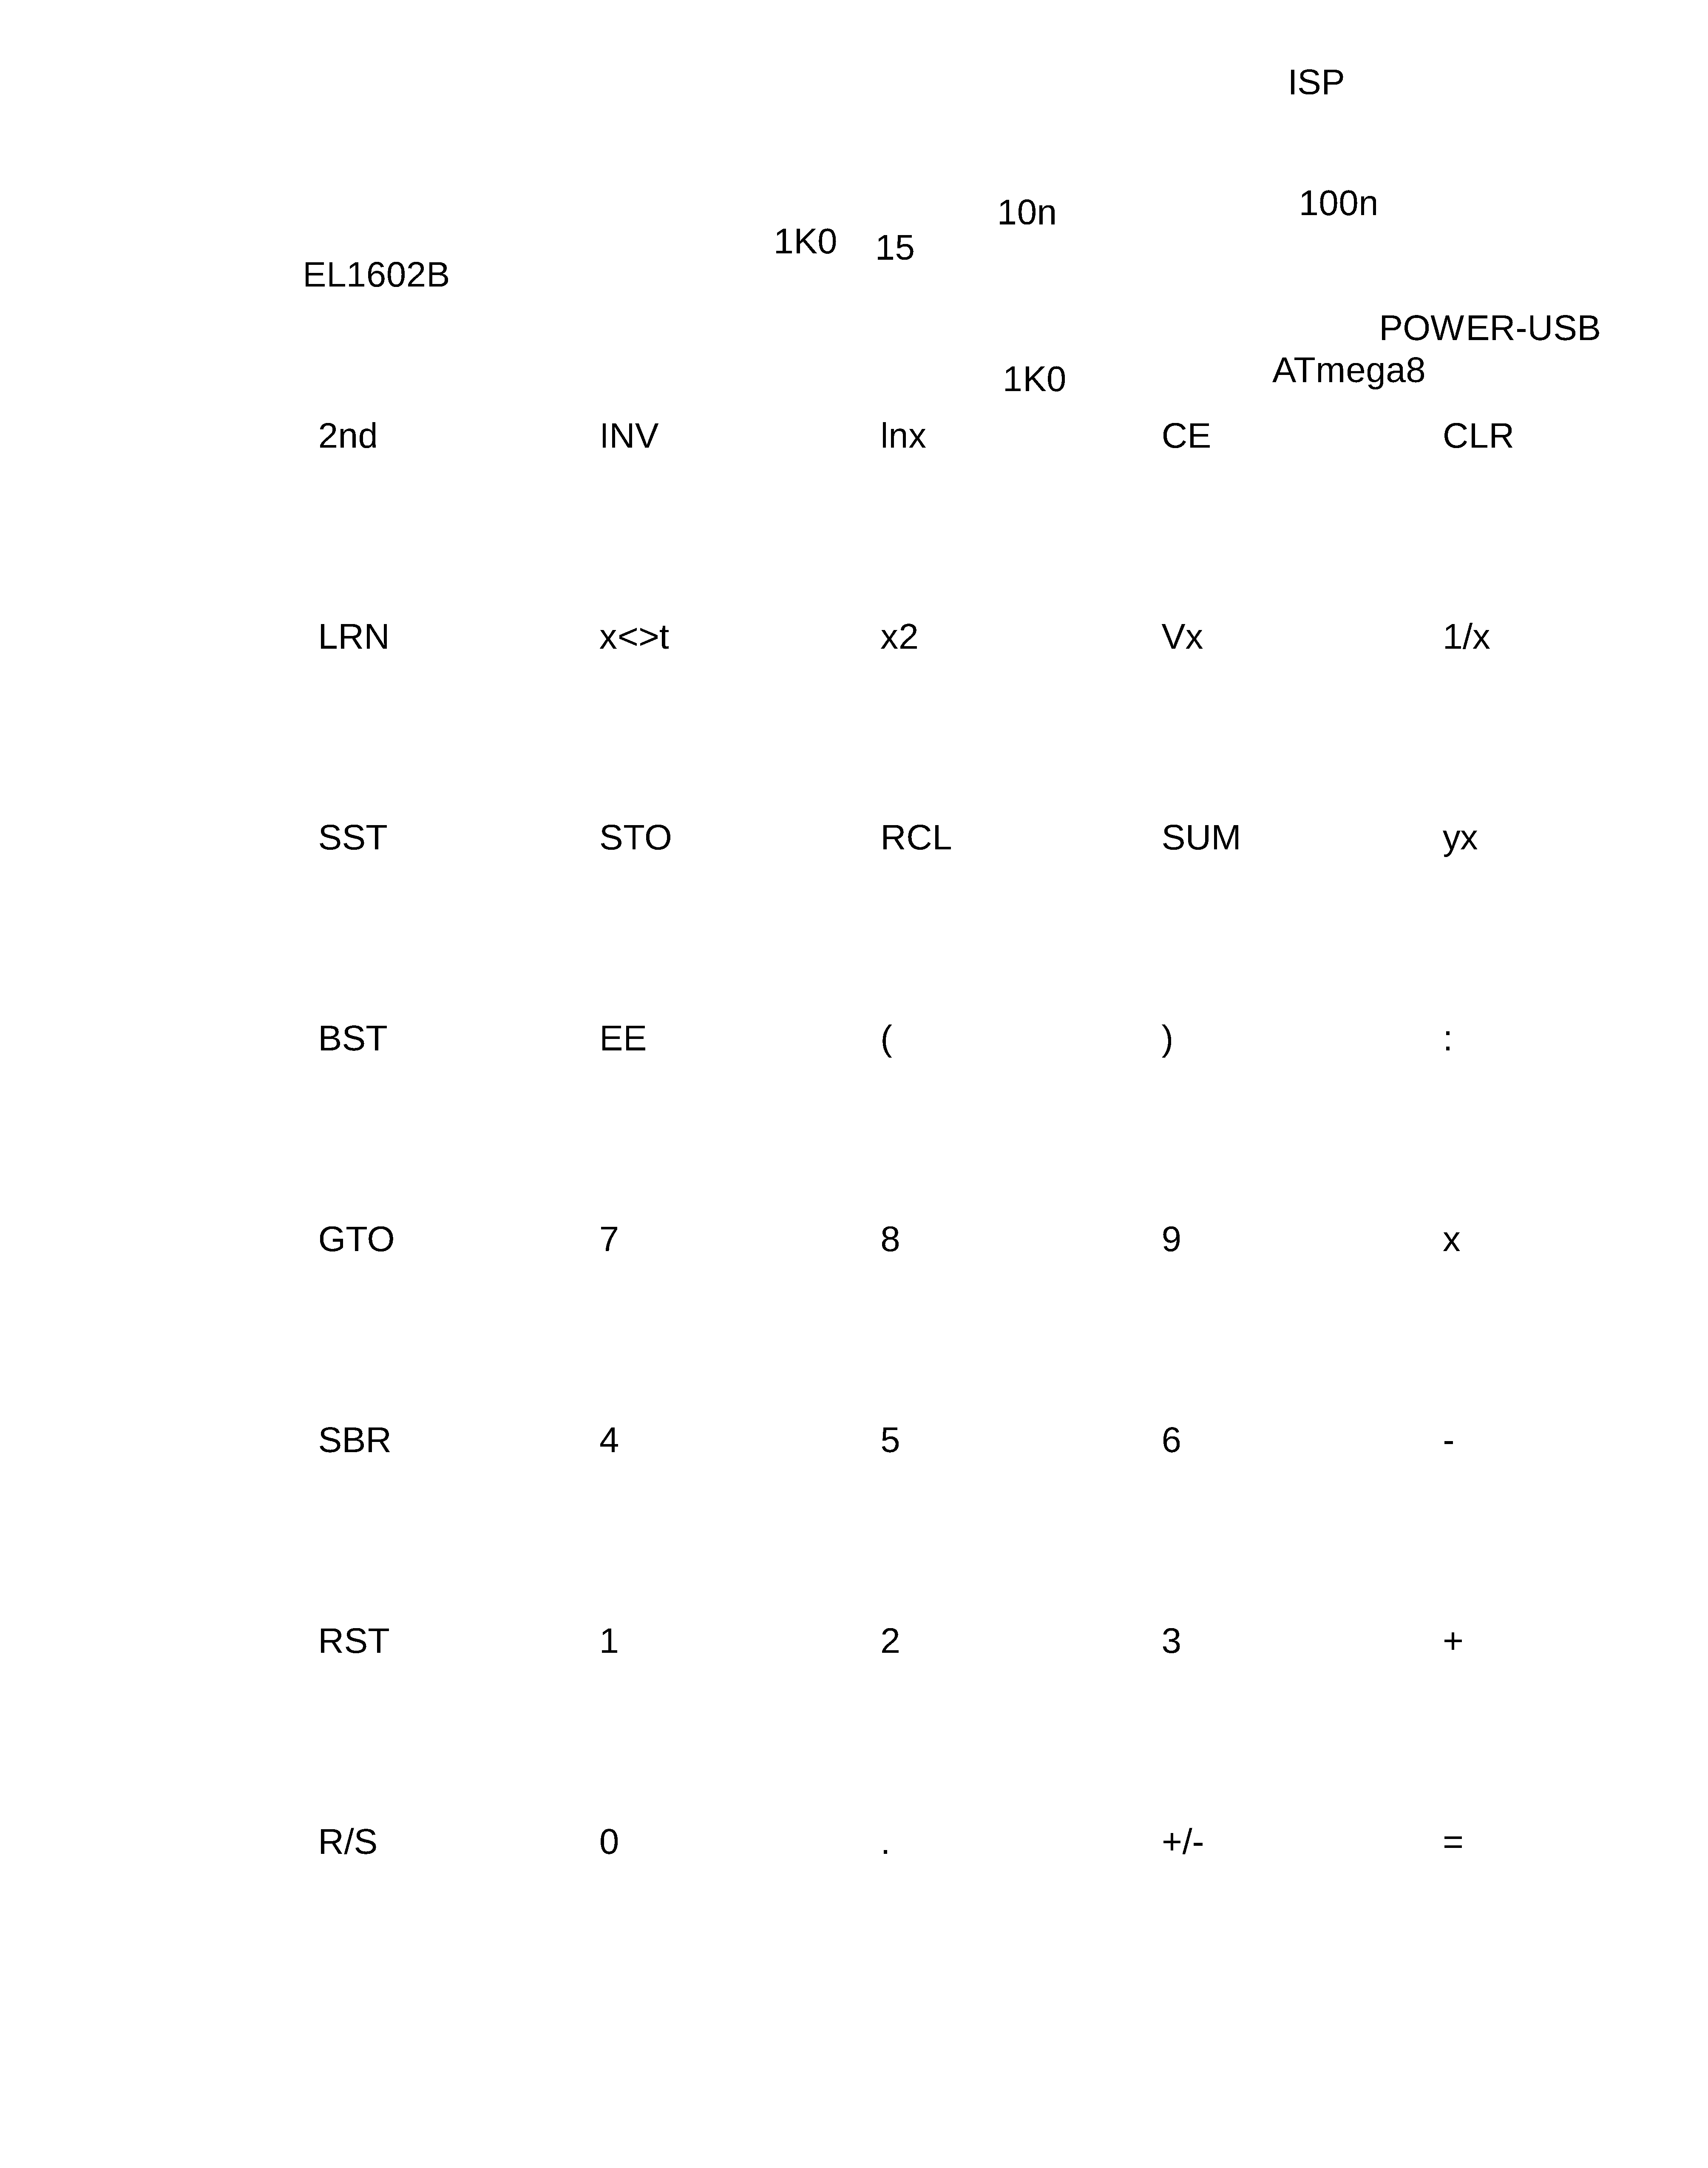 ISP
10n 100n
1K0 15
EL1602B
POWER-USB
1K0 ATmega8
2nd INV lnx CE CLR
LRN x<>t x2 Vx 1/x
SST STO RCL SUM yx
BST EE ( ) :
GTO 7 8 9 x
SBR 4 5 6 -
RST 1 2 3 +
R/S 0 . +/- =